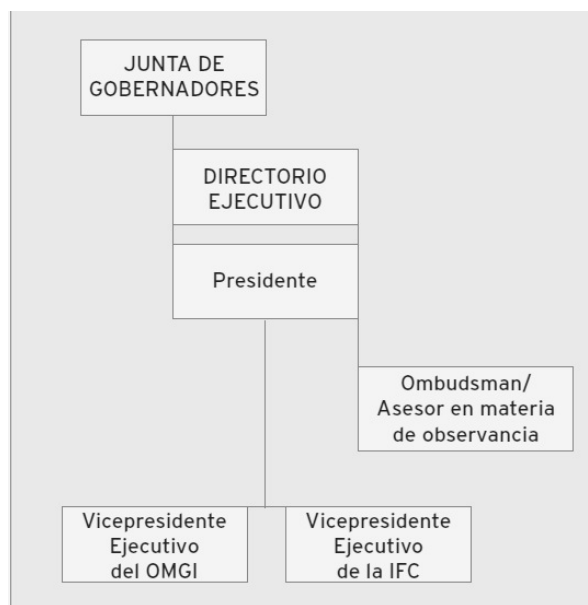 JUNTA DE
GOBERNADORES
DIRECTORIO
EJECUTIVO
Presidente
Ombudsman/
Asesor en materia
de observancia
Vicepresidente
Ejecutivo
del OMGI
Vicepresidente
Ejecutivo
de la IFC